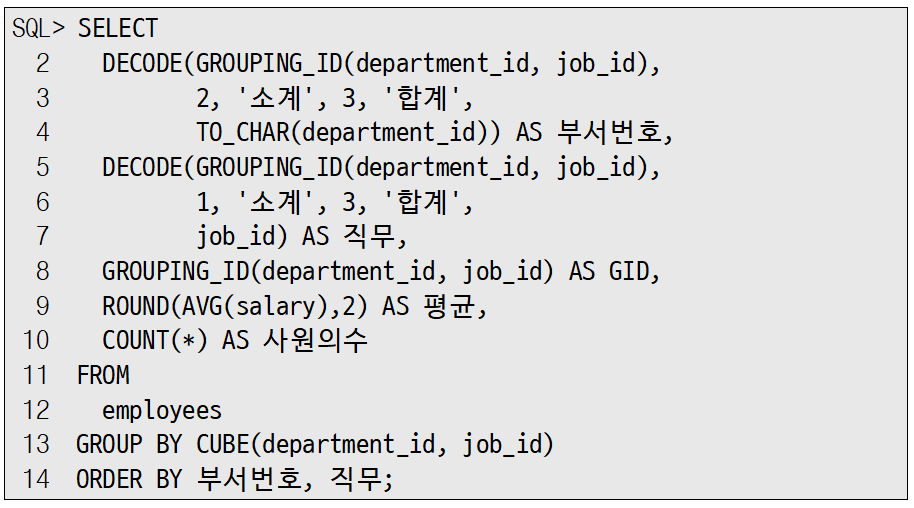 SQL> SELECT
2 DECODE(GROUPING_ID(department_id, job_id),
3 2, '소계', 3, '합계',
4 TO_CHAR(department_id)) AS 부서번호,
5 DECODE(GROUPING_ID(department_id, job_id),
6 1, '소계', 3, '합계',
7 job_id) AS 직무,
8 GROUPING_ID(department_id, job_id) AS GID,
9 ROUND(AVG(salary),2) AS 평균,
10 COUNT(*) AS 사원의수
11 FROM
12 employees
13 GROUP BY CUBE(department_id, job_id)
14 ORDER BY 부서번호, 직무;